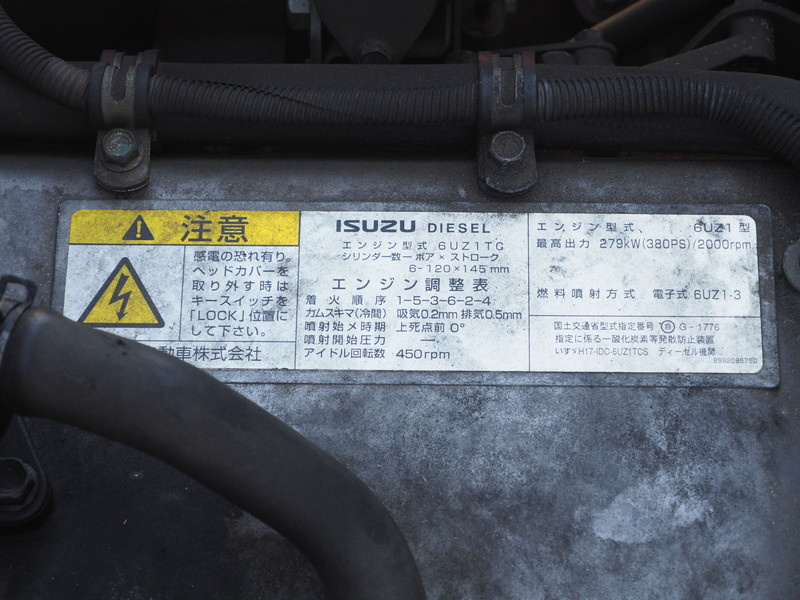 注意
感電の恐れ有り。
ヘッドカバーを
取り外す時は
キースイッチを
「LOCK」位置に
して下さい。
動車株式会社
ISUZU DIESEL
エンジン型式 6UZ1TC
シリンダ数ー ボア × ストローク
6-120×145mm
エンジン調整表
着火順序 1-5-3-6-2-4
カムスキマ(冷間) 吸気0.2mm 排気0.5mm
噴射始メ時期 上死点前 0°
噴射開始圧力 ―
アイドル回転数 450rpm
エンジン型式、 6UZ1型
最高出力 279kW(380PS)/2000rpm
燃料噴射方式 電子式 6UZ1-3
国土交通省型式指定番号 自 G-1776
指定に係る一酸化炭素等発散防止装置
いすゞH17-IDC-6UZ1TCS ディーゼル機関